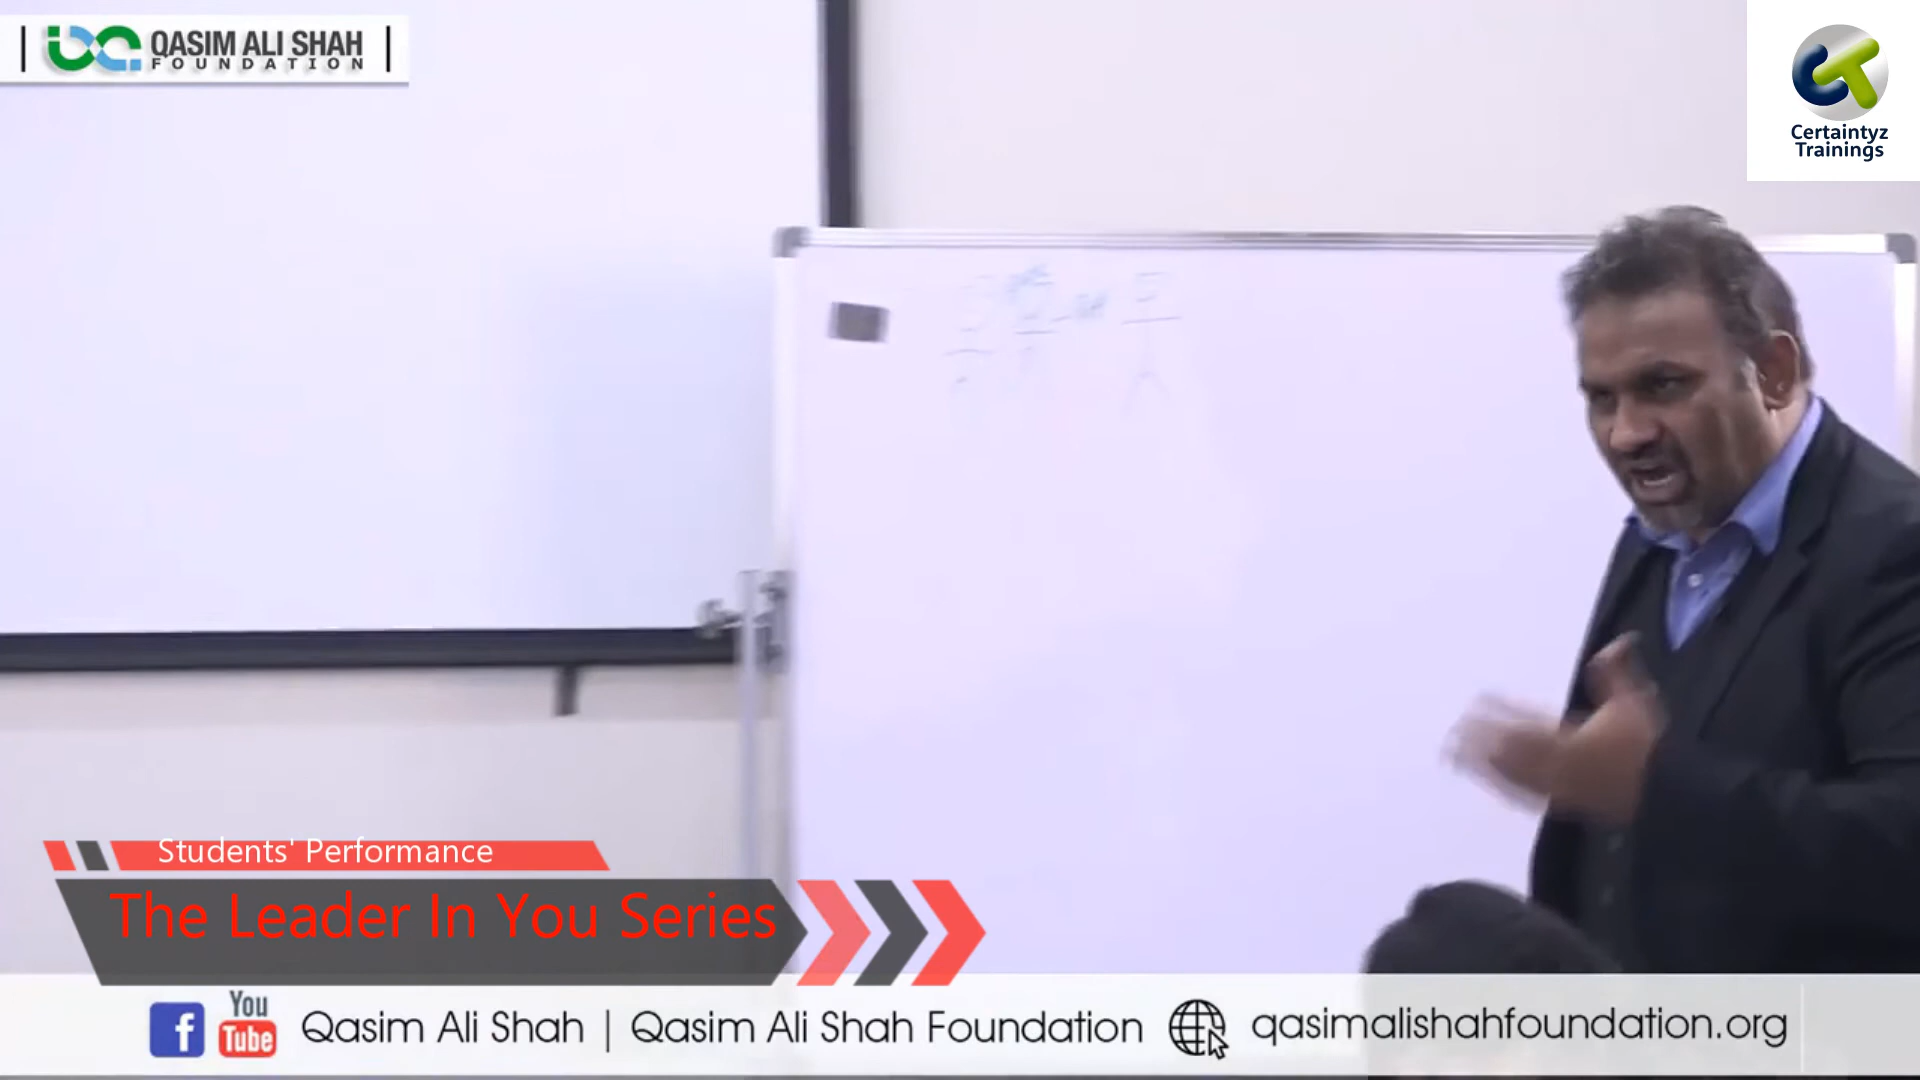 QASIM ALI SHAH
FOUNDATION
Certaintyz
Trainings
Students' Performance
The Leader In You Series
You
Tube
Qasim Ali Shah | Qasim Ali Shah Foundation
qasimalishahfoundation.org